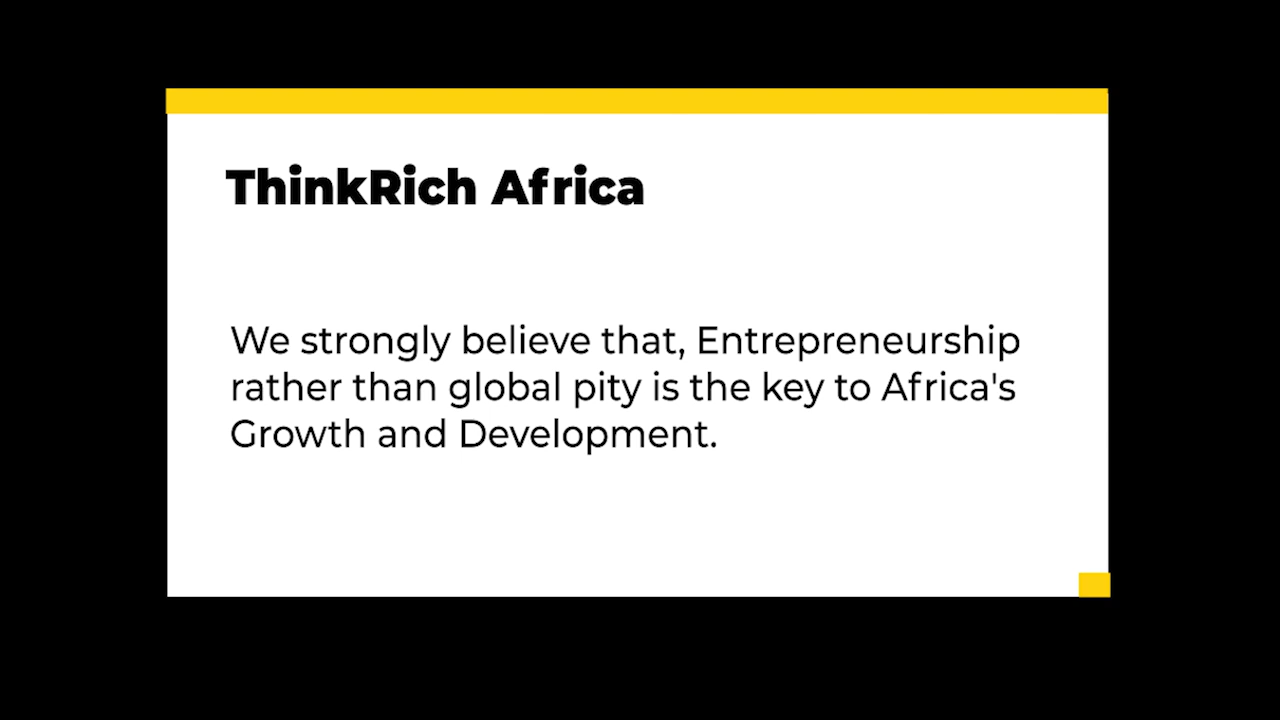 ThinkRich Africa
We strongly believe that, Entrepreneurship
rather than global pity is the key to Africa's
Growth and Development.